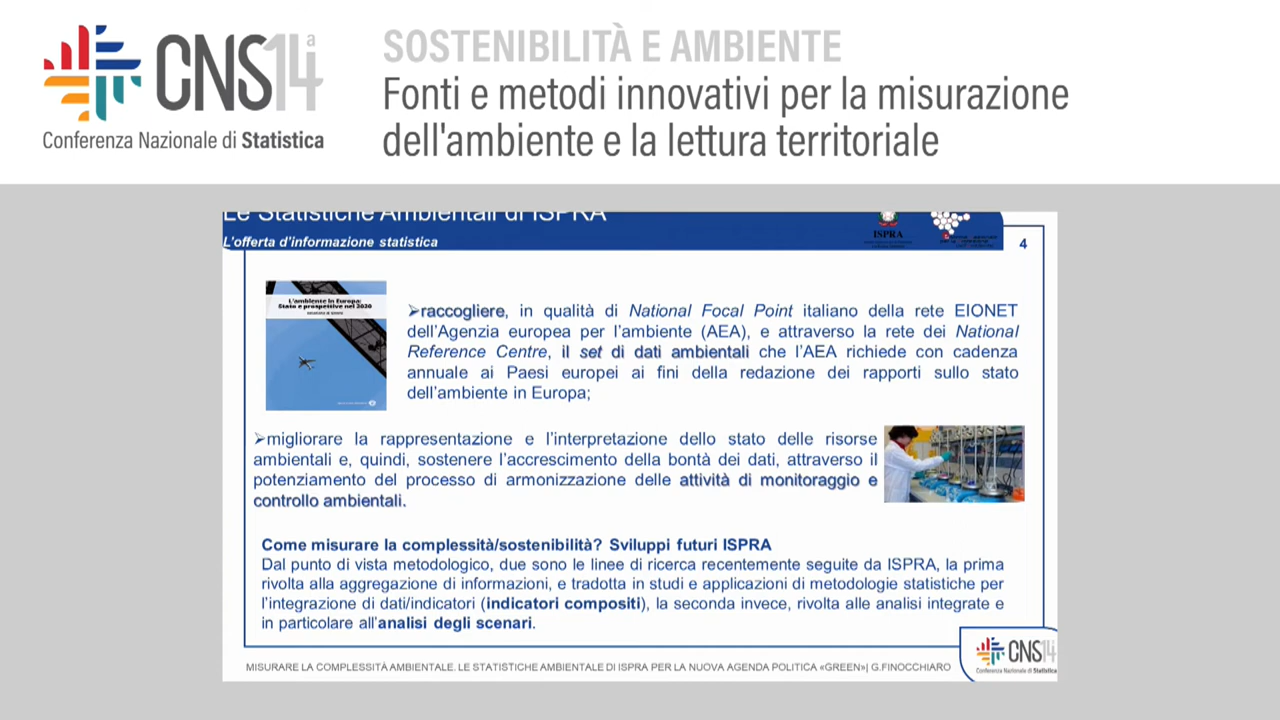 CNS14a
Conferenza Nazionale di Statistica
SOSTENIBILITÀ E AMBIENTE
Fonti e metodi innovativi per la misurazione
dell'ambiente e la lettura territoriale
Le Statistiche Ambientali di ISPRA
L'offerta d'informazione statistica
ISPRA
4
L'ambiente in Europa:
Stato e prospettive nel 2020
➢raccogliere, in qualità di National Focal Point italiano della rete EIONET
dell'Agenzia europea per l'ambiente (AEA), e attraverso la rete dei National
Reference Centre, il set di dati ambientali che l'AEA richiede con cadenza
annuale ai Paesi europei ai fini della redazione dei rapporti sullo stato
dell'ambiente in Europa;
➢migliorare la rappresentazione e l'interpretazione dello stato delle risorse
ambientali e, quindi, sostenere l'accrescimento della bontà dei dati, attraverso il
potenziamento del processo di armonizzazione delle attività di monitoraggio e
controllo ambientali.
Come misurare la complessità/sostenibilità? Sviluppi futuri ISPRA
Dal punto di vista metodologico, due sono le linee di ricerca recentemente seguite da ISPRA, la prima
rivolta alla aggregazione di informazioni, e tradotta in studi e applicazioni di metodologie statistiche per
l'integrazione di dati/indicatori (indicatori compositi), la seconda invece, rivolta alle analisi integrate e
in particolare all'analisi degli scenari.
MISURARE LA COMPLESSITÀ AMBIENTALE. LE STATISTICHE AMBIENTALE DI ISPRA PER LA NUOVA AGENDA POLITICA «GREEN»| G.FINOCCHIARO
CNS14
Conferenza Nazionale di Statistica